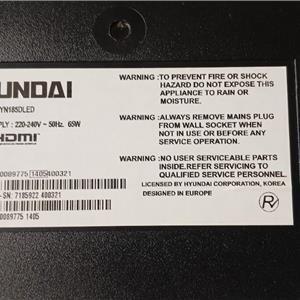 UNDAI
YN185DLED
PLY : 220-240V ~ 50Hz. 65W
HDMI
0089775 1405 400321
-SN: 7185922 400321
00089775 1405
WARNING :TO PREVENT FIRE OR SHOCK
HAZARD DO NOT EXPOSE THIS
APPLIANCE TO RAIN OR
MOISTURE.
WARNING :ALWAYS REMOVE MAINS PLUG
FROM WALL SOCKET WHEN
NOT IN USE OR BEFORE ANY
SERVICE OPERATION.
WARNING :NO USER SERVICEABLE PARTS
INSIDE.REFER SERVICING TO
QUALIFIED SERVICE PERSONNEL.
LICENSED BY HYUNDAI CORPORATION, KOREA
DESIGNED IN EUROPE